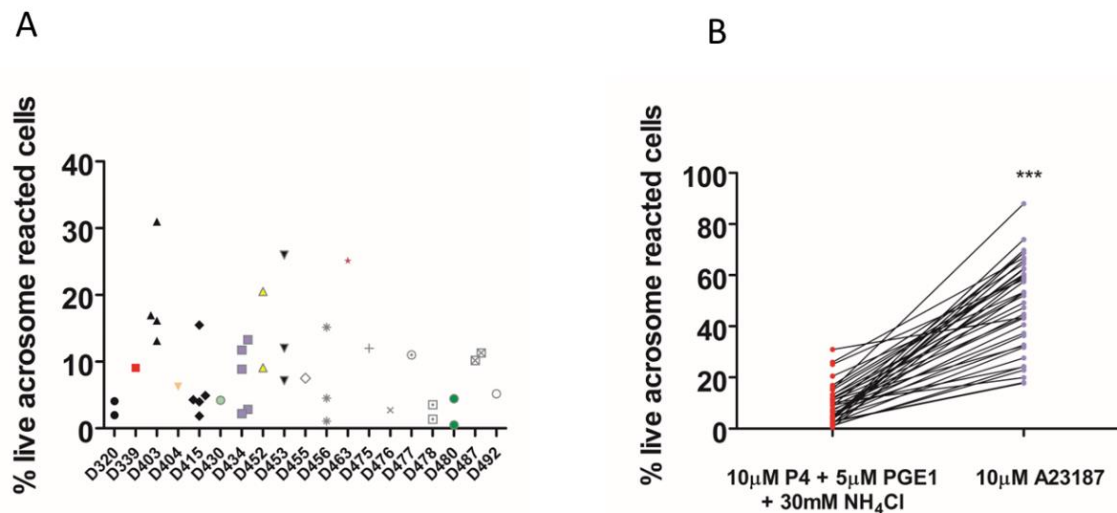 A
% live acrosome reacted cells
40
30
20
10
0
D320
D339
D403
D404
D415
D430
D434
D452
D453
D455
D456
D463
D475
D476
D477
D478
D480
D487
D492
B
% live acrosome reacted cells
100
80
60
40
20
0
***
10μM P4 + 5μM PGE1
+ 30mM NH₄Cl
10μM A23187